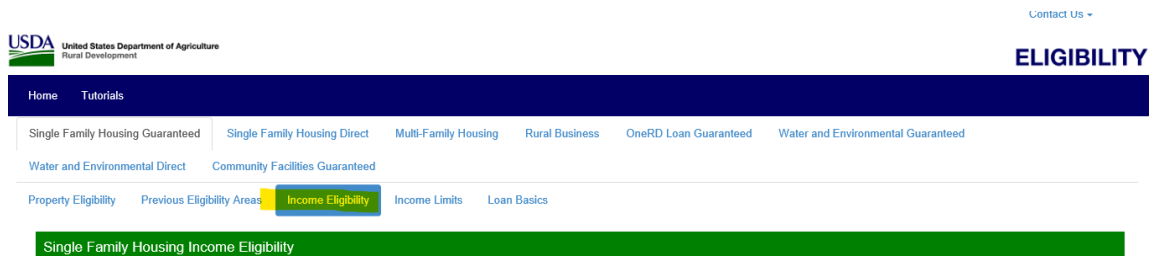 Contact Us
USDA United States Department of Agriculture
Rural Development
ELIGIBILITY
Home Tutorials
Single Family Housing Guaranteed Single Family Housing Direct Multi-Family Housing Rural Business OneRD Loan Guaranteed Water and Environmental Guaranteed
Water and Environmental Direct Community Facilities Guaranteed
Property Eligibility Previous Eligibility Areas Income Eligibility Income Limits Loan Basics
Single Family Housing Income Eligibility